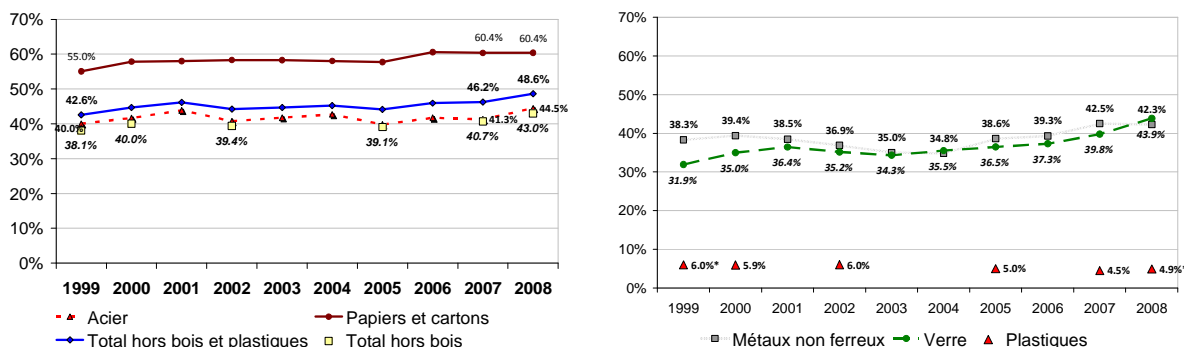 70%
60%
50%
40%
30%
20%
10%
0%
55.0%
60.4%
60.4%
42.6%
46.2%
48.6%
40.0%
41.3%
44.5%
38.1%
40.0%
39.4%
39.1%
40.7%
43.0%
1999 2000 2001 2002 2003 2004 2005 2006 2007 2008
Acier
Papiers et cartons
Total hors bois et plastiques
Total hors bois
70%
60%
50%
40%
30%
20%
10%
0%
38.3% 39.4% 38.5% 36.9% 35.0% 34.8% 38.6% 39.3% 42.5% 42.3%
31.9% 35.0% 36.4% 35.2% 34.3% 35.5% 36.5% 37.3% 39.8% 43.9%
6.0%* 5.9% 6.0% 5.0% 4.5% 4.9%*
1999 2000 2001 2002 2003 2004 2005 2006 2007 2008
Métaux non ferreux
Verre
Plastiques